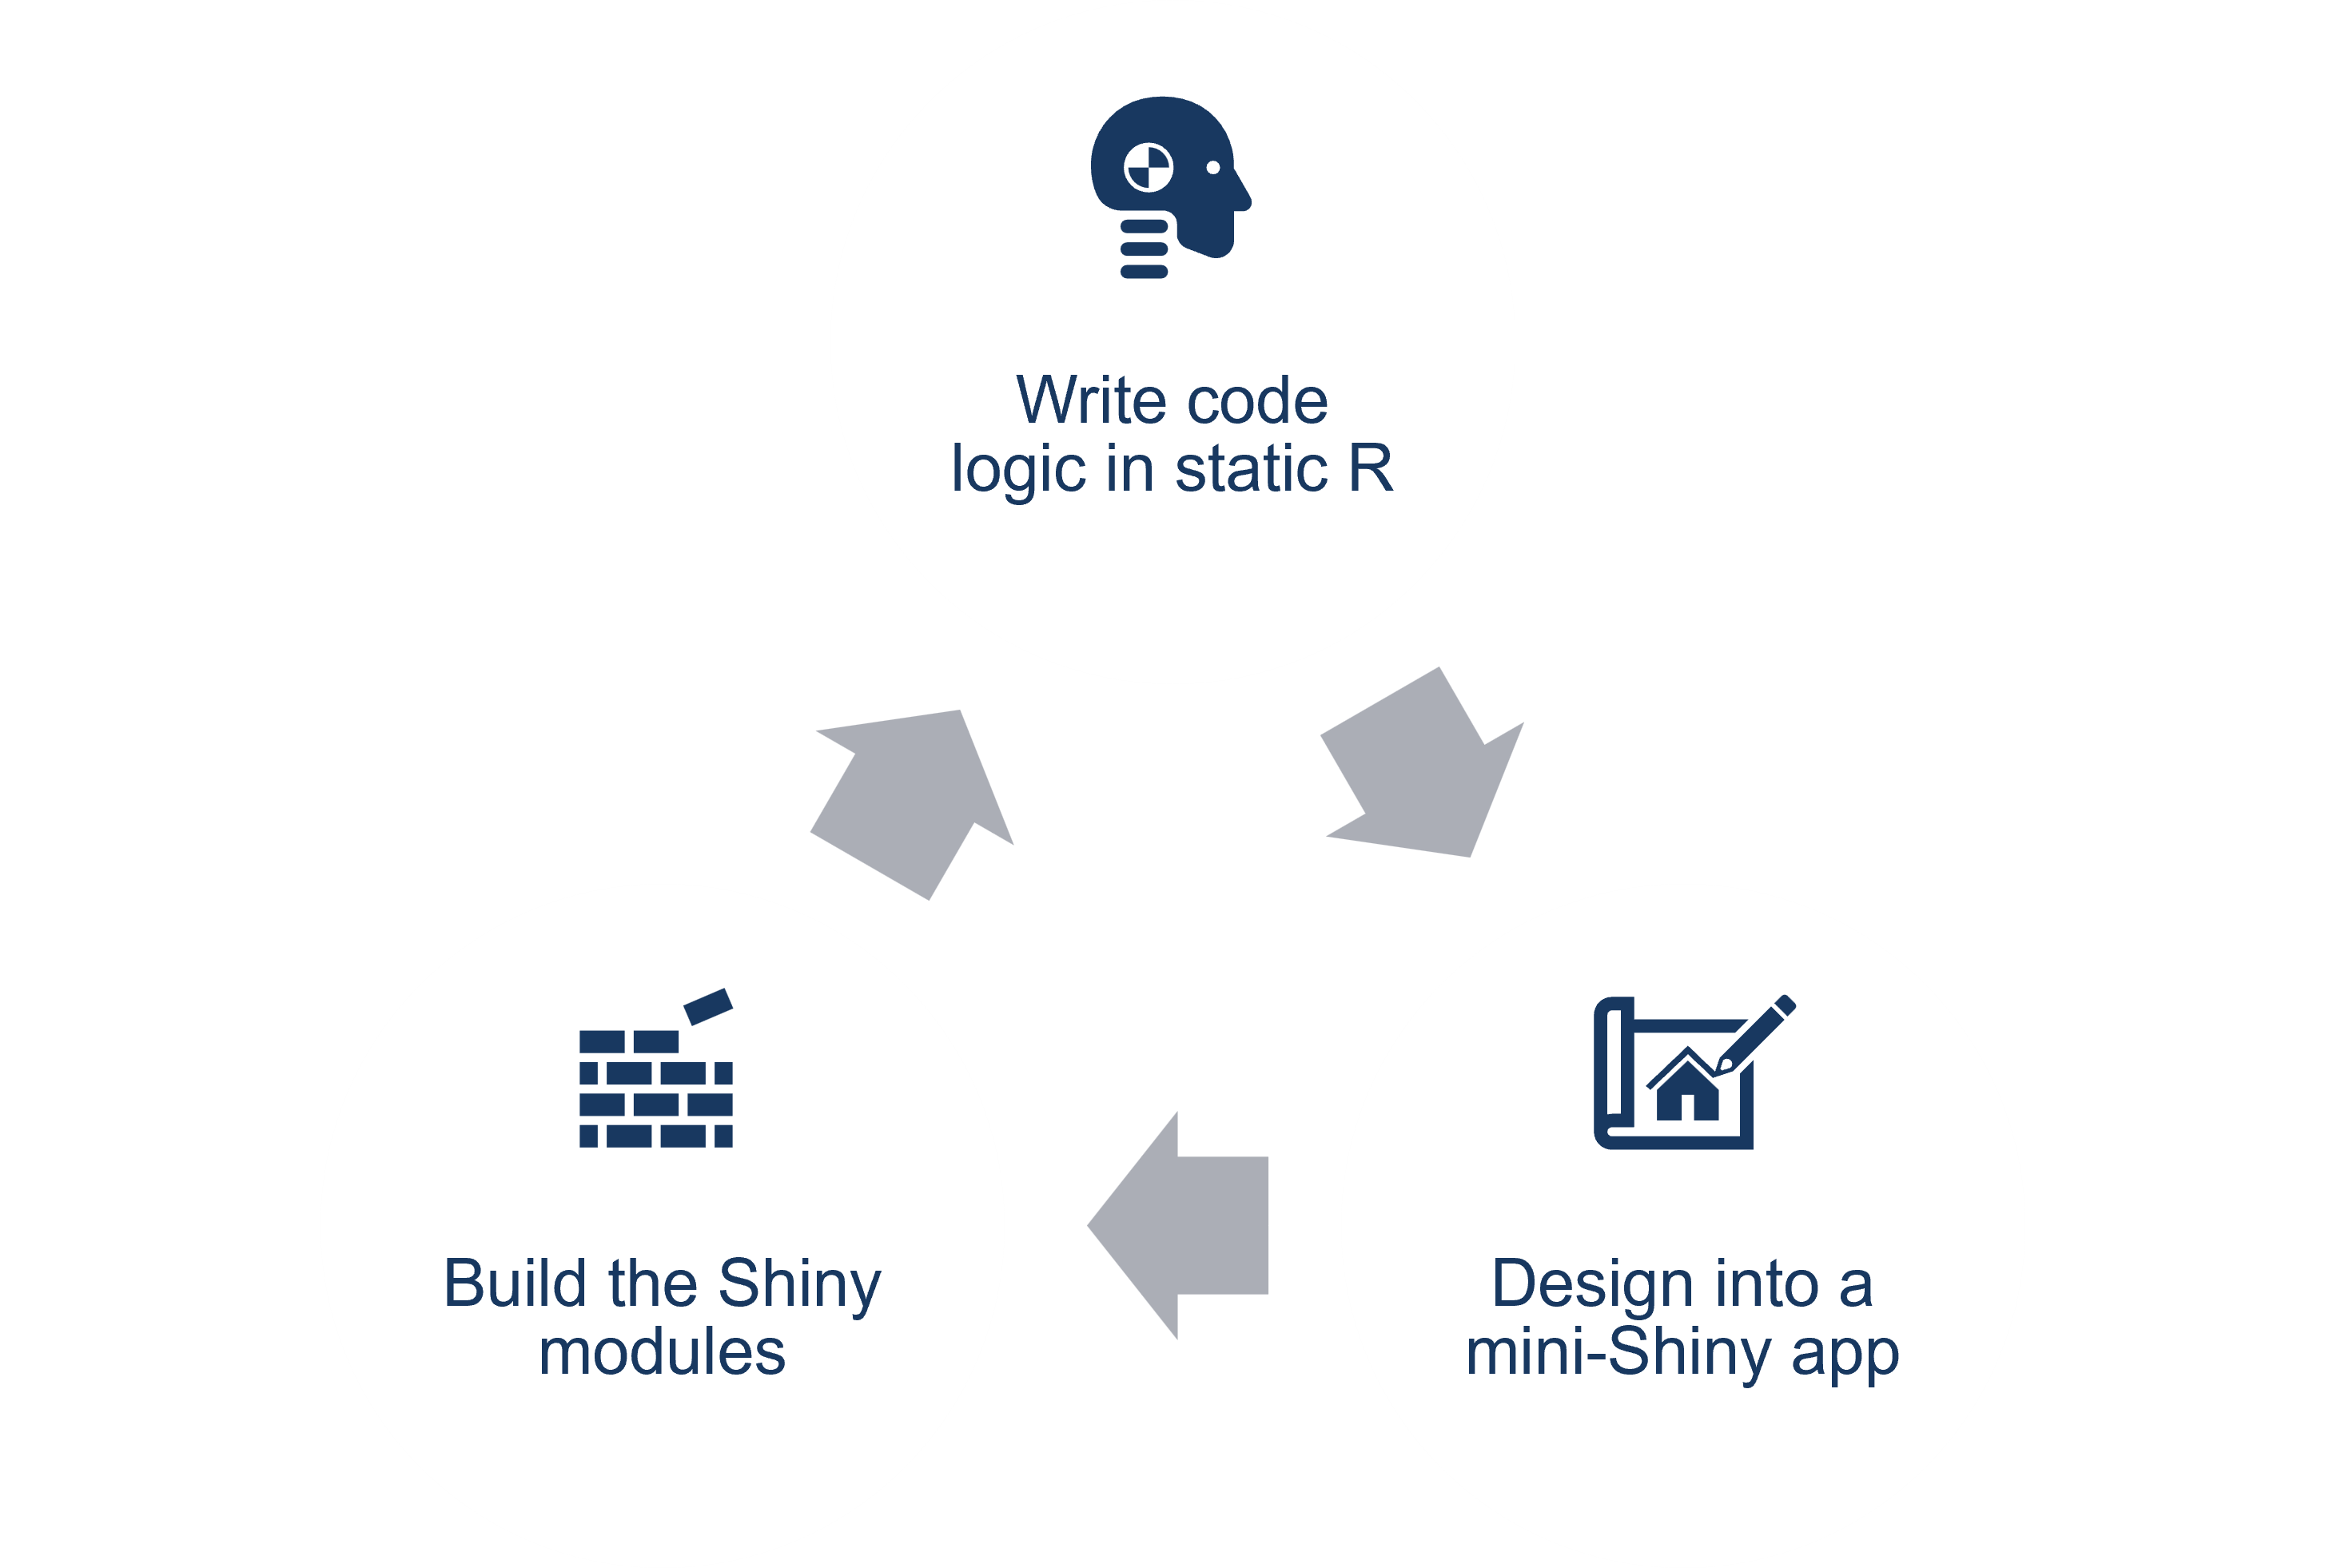 Write code
logic in static R
Build the Shiny
modules
Design into a
mini-Shiny app